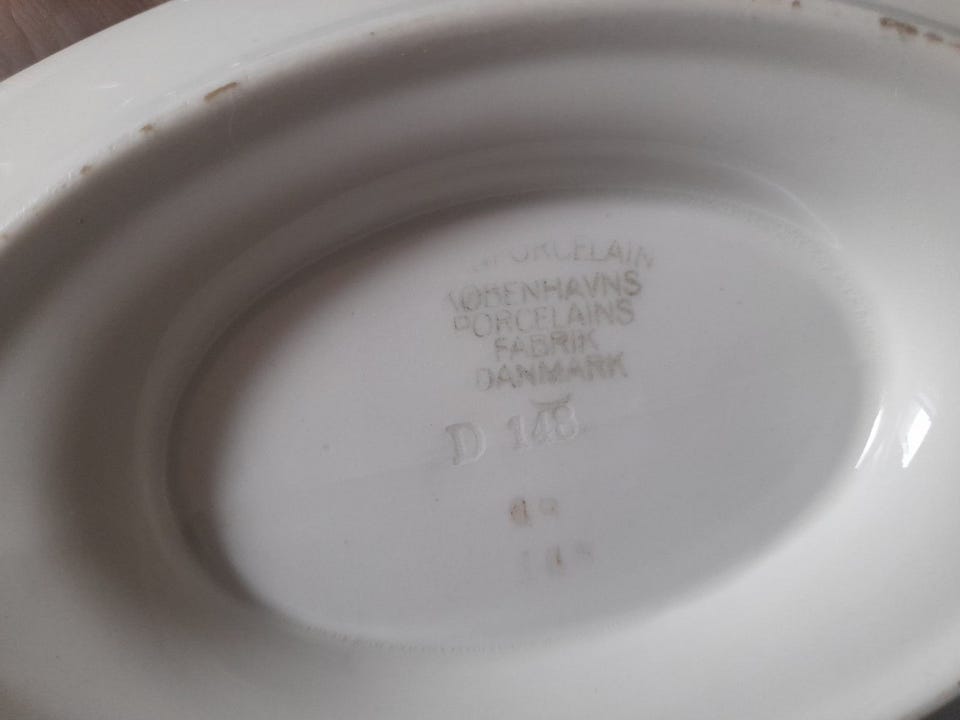 PORCELAIN
KØBENHAVNS
PORCELAINS
FABRIK
DANMARK
D 148